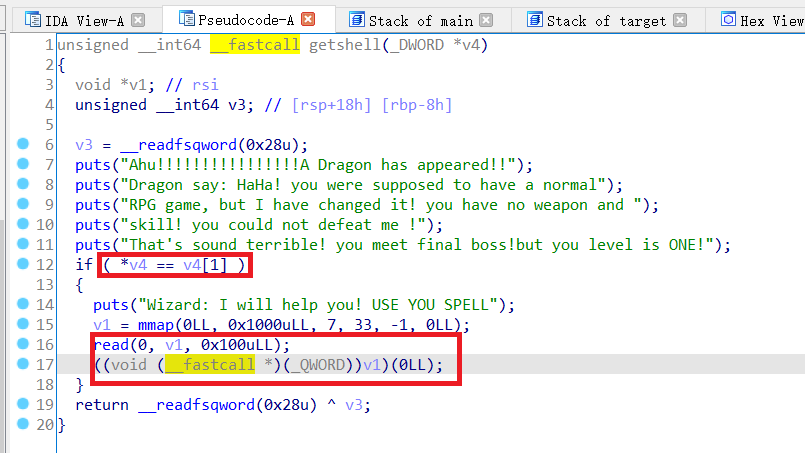 IDA View-A Pseudocode-A Stack of main Stack of target Hex View
1 unsigned __int64 __fastcall getshell(_DWORD *v4)
2 {
3 void *v1; // rsi
4 unsigned __int64 v3; // [rsp+18h] [rbp-8h]
5
6 v3 = __readfsqword(0x28u);
7 puts("Ahu!!!!!!!!!!!!!!!!A Dragon has appeared!!");
8 puts("Dragon say: HaHa! you were supposed to have a normal");
9 puts("RPG game, but I have changed it! you have no weapon and ");
10 puts("skill! you could not defeat me !");
11 puts("That's sound terrible! you meet final boss!but you level is ONE!");
12 if ( *v4 == v4[1] )
13 {
14 puts("Wizard: I will help you! USE YOU SPELL");
15 v1 = mmap(0LL, 0x1000uLL, 7, 33, -1, 0LL);
16 read(0, v1, 0x100uLL);
17 ((void (__fastcall *)(_QWORD))v1)(0LL);
18 }
19 return __readfsqword(0x28u) ^ v3;
20 }